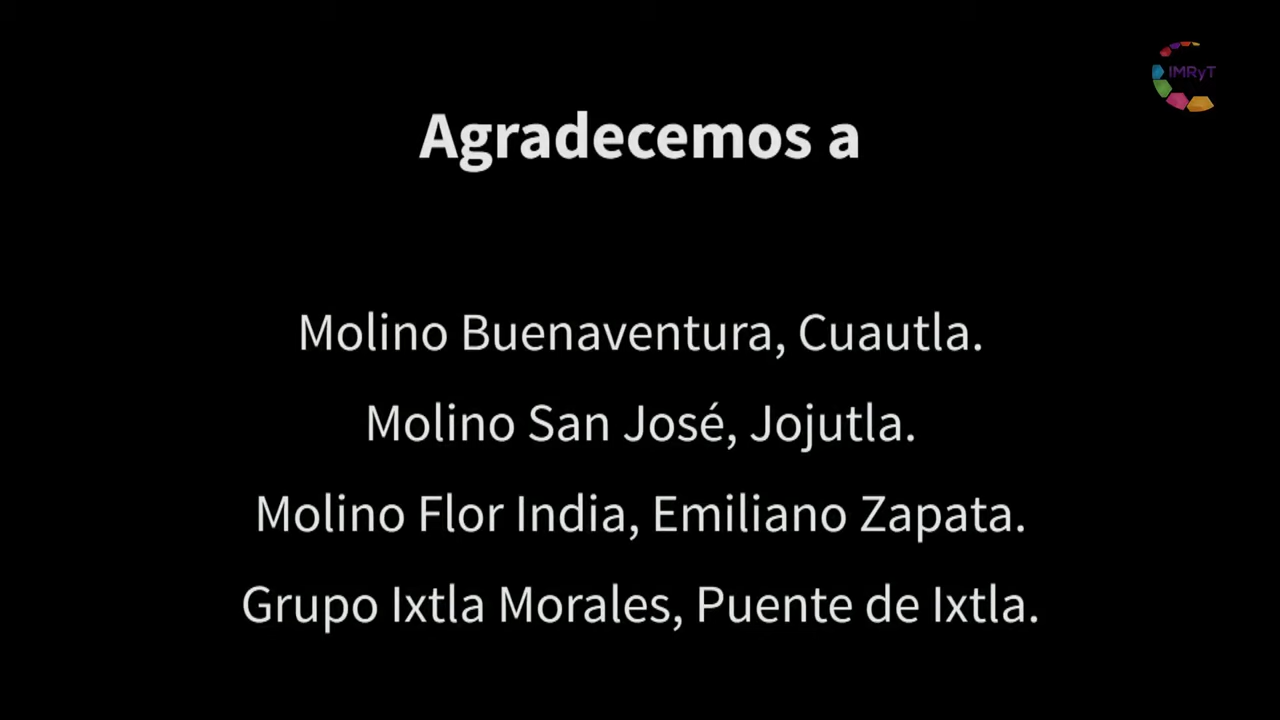 IMRyT
Agradecemos a
Molino Buenaventura, Cuautla.
Molino San José, Jojutla.
Molino Flor India, Emiliano Zapata.
Grupo Ixtla Morales, Puente de Ixtla.